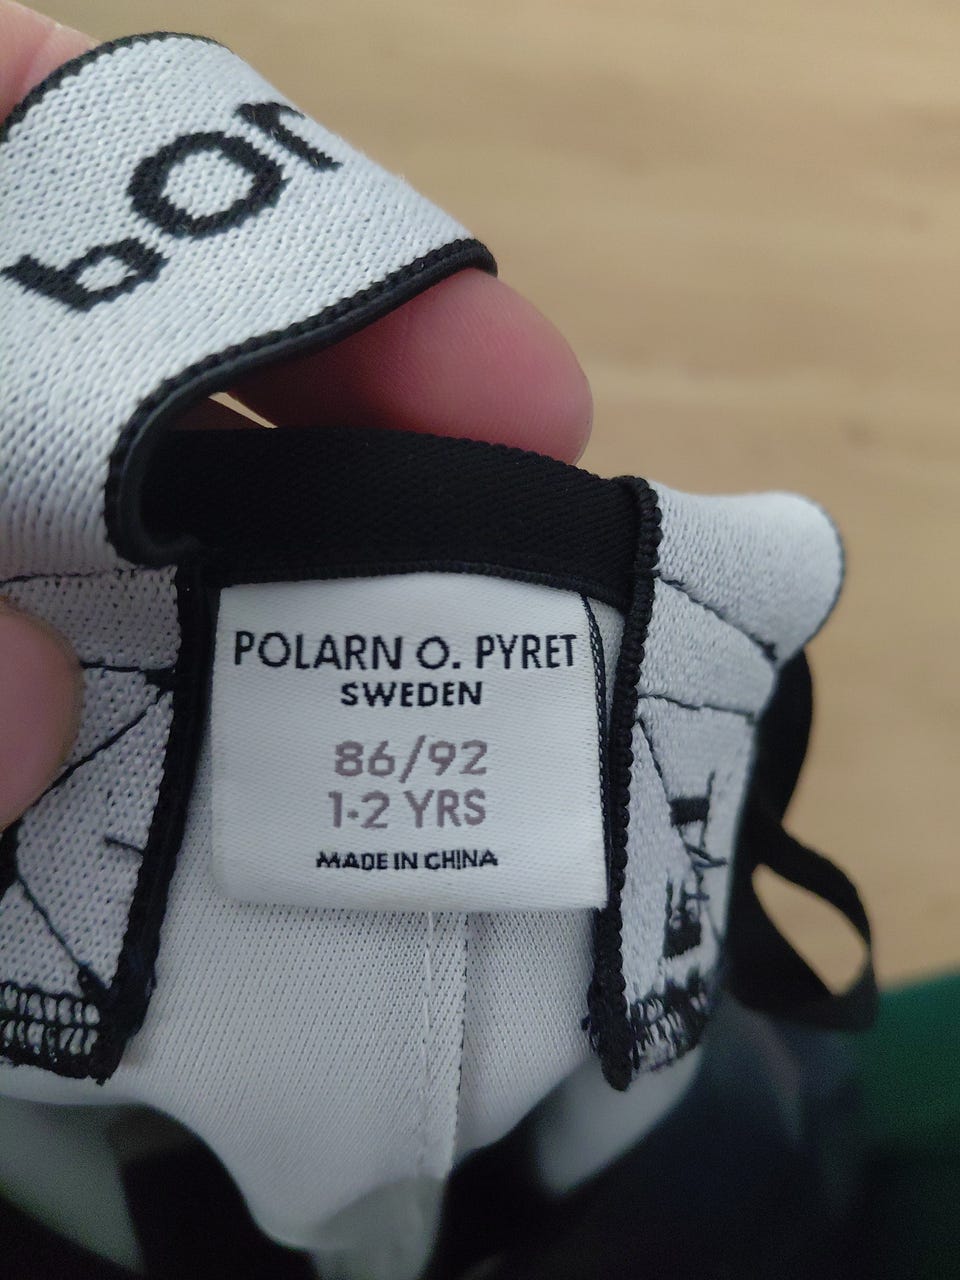 POLARN O. PYRET
SWEDEN
86/92
1-2 YRS
MADE IN CHINA